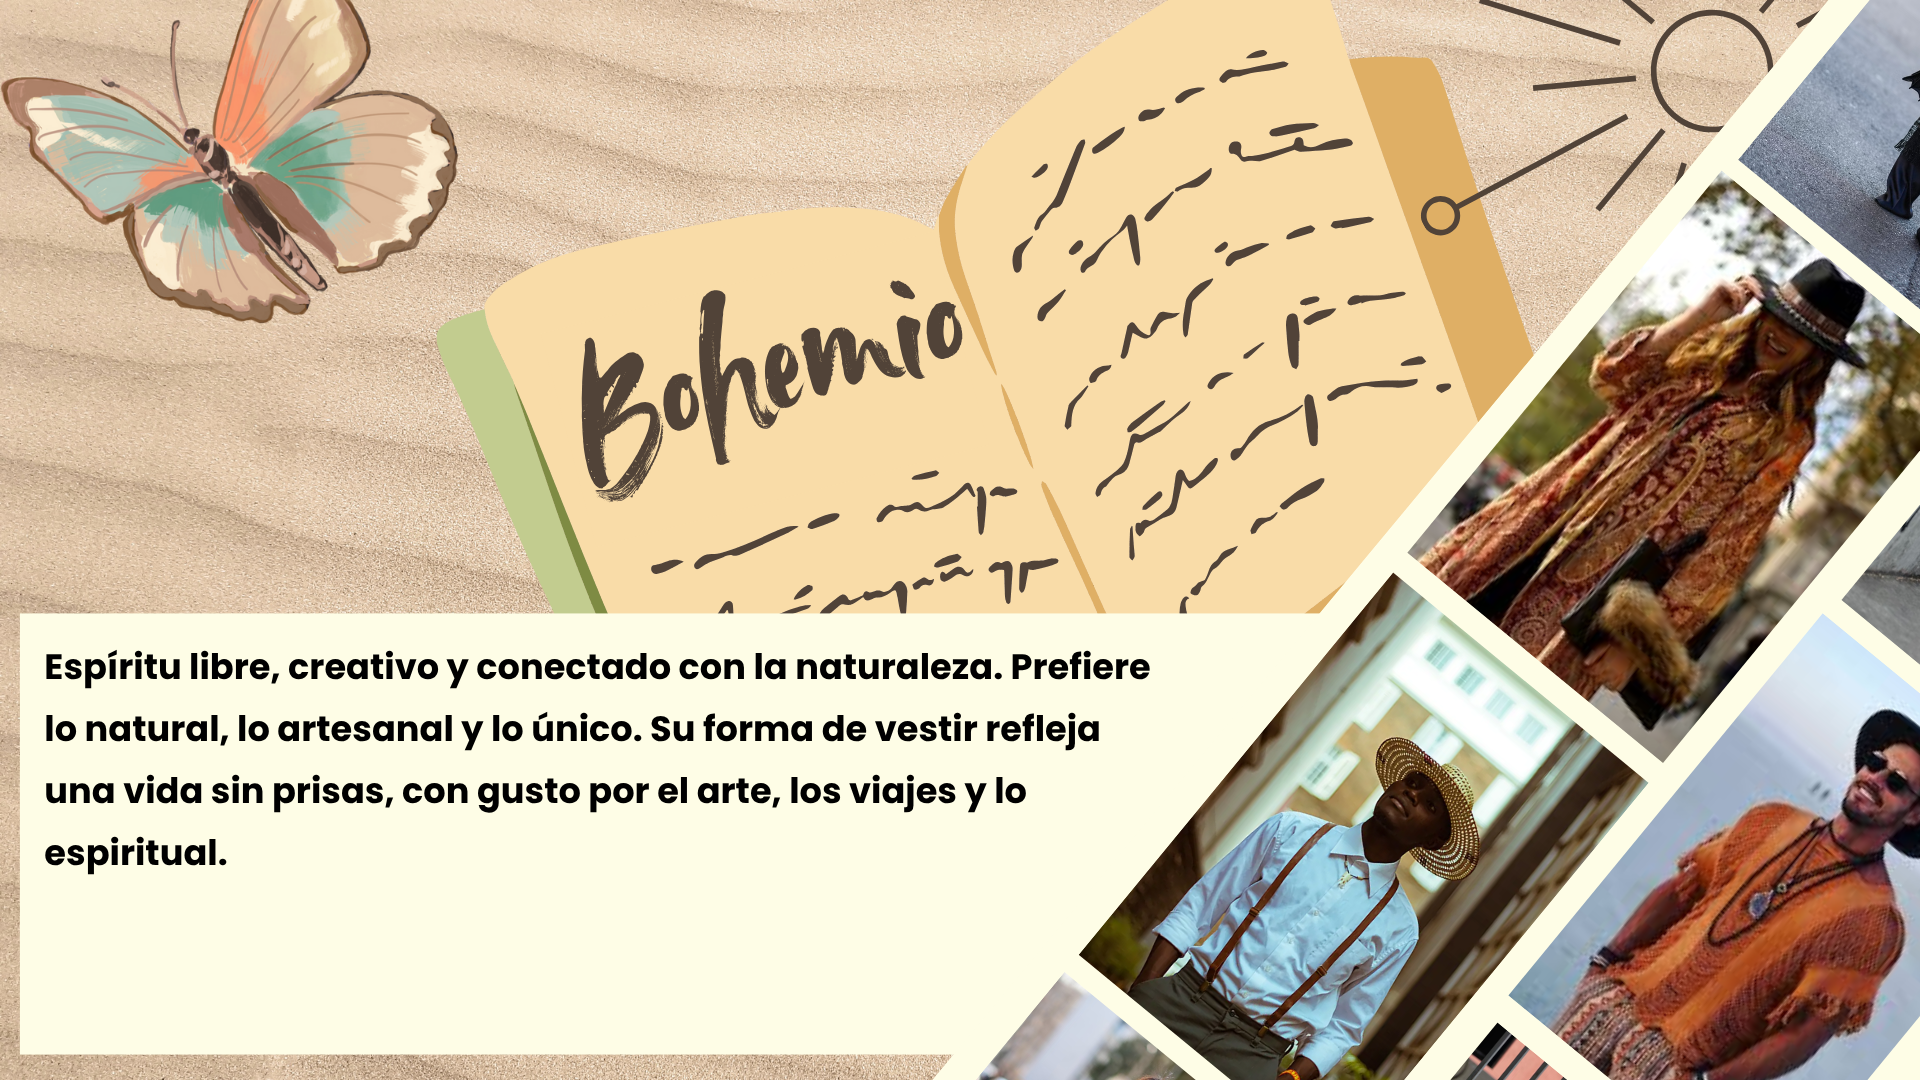 Bohemio
Espíritu libre, creativo y conectado con la naturaleza. Prefiere
lo natural, lo artesanal y lo único. Su forma de vestir refleja
una vida sin prisas, con gusto por el arte, los viajes y lo
espiritual.